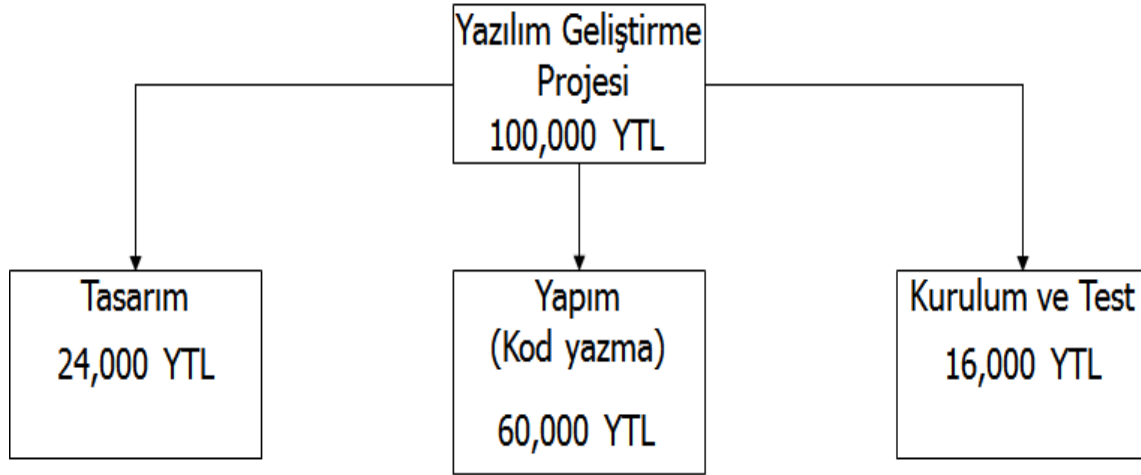 Yazılım Geliştirme
Projesi
100,000 YTL
Tasarım
24,000 YTL
Yapım
(Kod yazma)
60,000 YTL
Kurulum ve Test
16,000 YTL